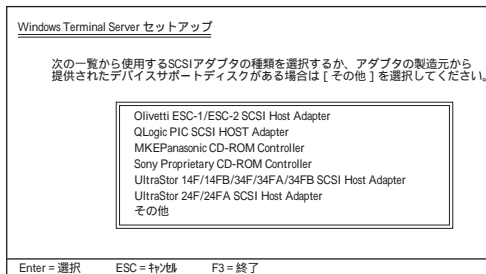 Windows Terminal Server セットアップ
次の一覧から使用するSCSIアダプタの種類を選択するか、アダプタの製造元から
提供されたデバイスサポートディスクがある場合は [ その他 ] を選択してください。
Olivetti ESC-1/ESC-2 SCSI Host Adapter
QLogic PIC SCSI HOST Adapter
MKEPanasonic CD-ROM Controller
Sony Proprietary CD-ROM Controller
UltraStor 14F/14FB/34F/34FA/34FB SCSI Host Adapter
UltraStor 24F/24FA SCSI Host Adapter
その他
Enter = 選択 ESC = ｷｬﾝｾﾙ F3 = 終了